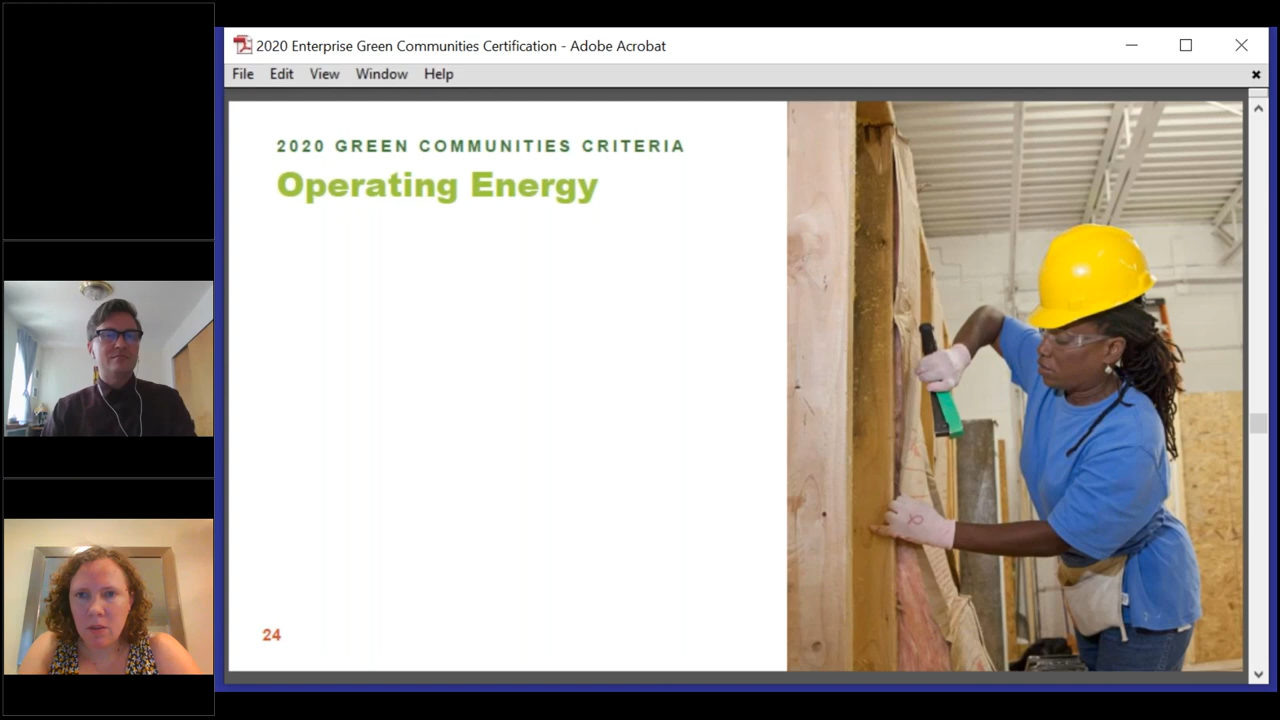 2020 Enterprise Green Communities Certification - Adobe Acrobat
File Edit View Window Help
2020 GREEN COMMUNITIES CRITERIA
Operating Energy
24